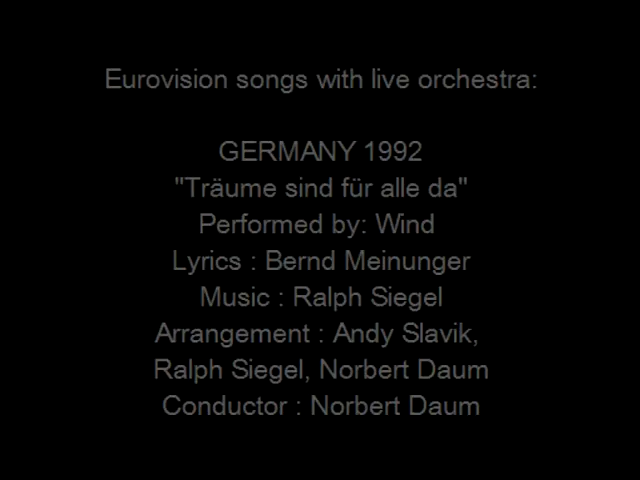 Eurovision songs with live orchestra:
GERMANY 1992
"Träume sind für alle da"
Performed by: Wind
Lyrics : Bernd Meinunger
Music : Ralph Siegel
Arrangement : Andy Slavik,
Ralph Siegel, Norbert Daum
Conductor : Norbert Daum